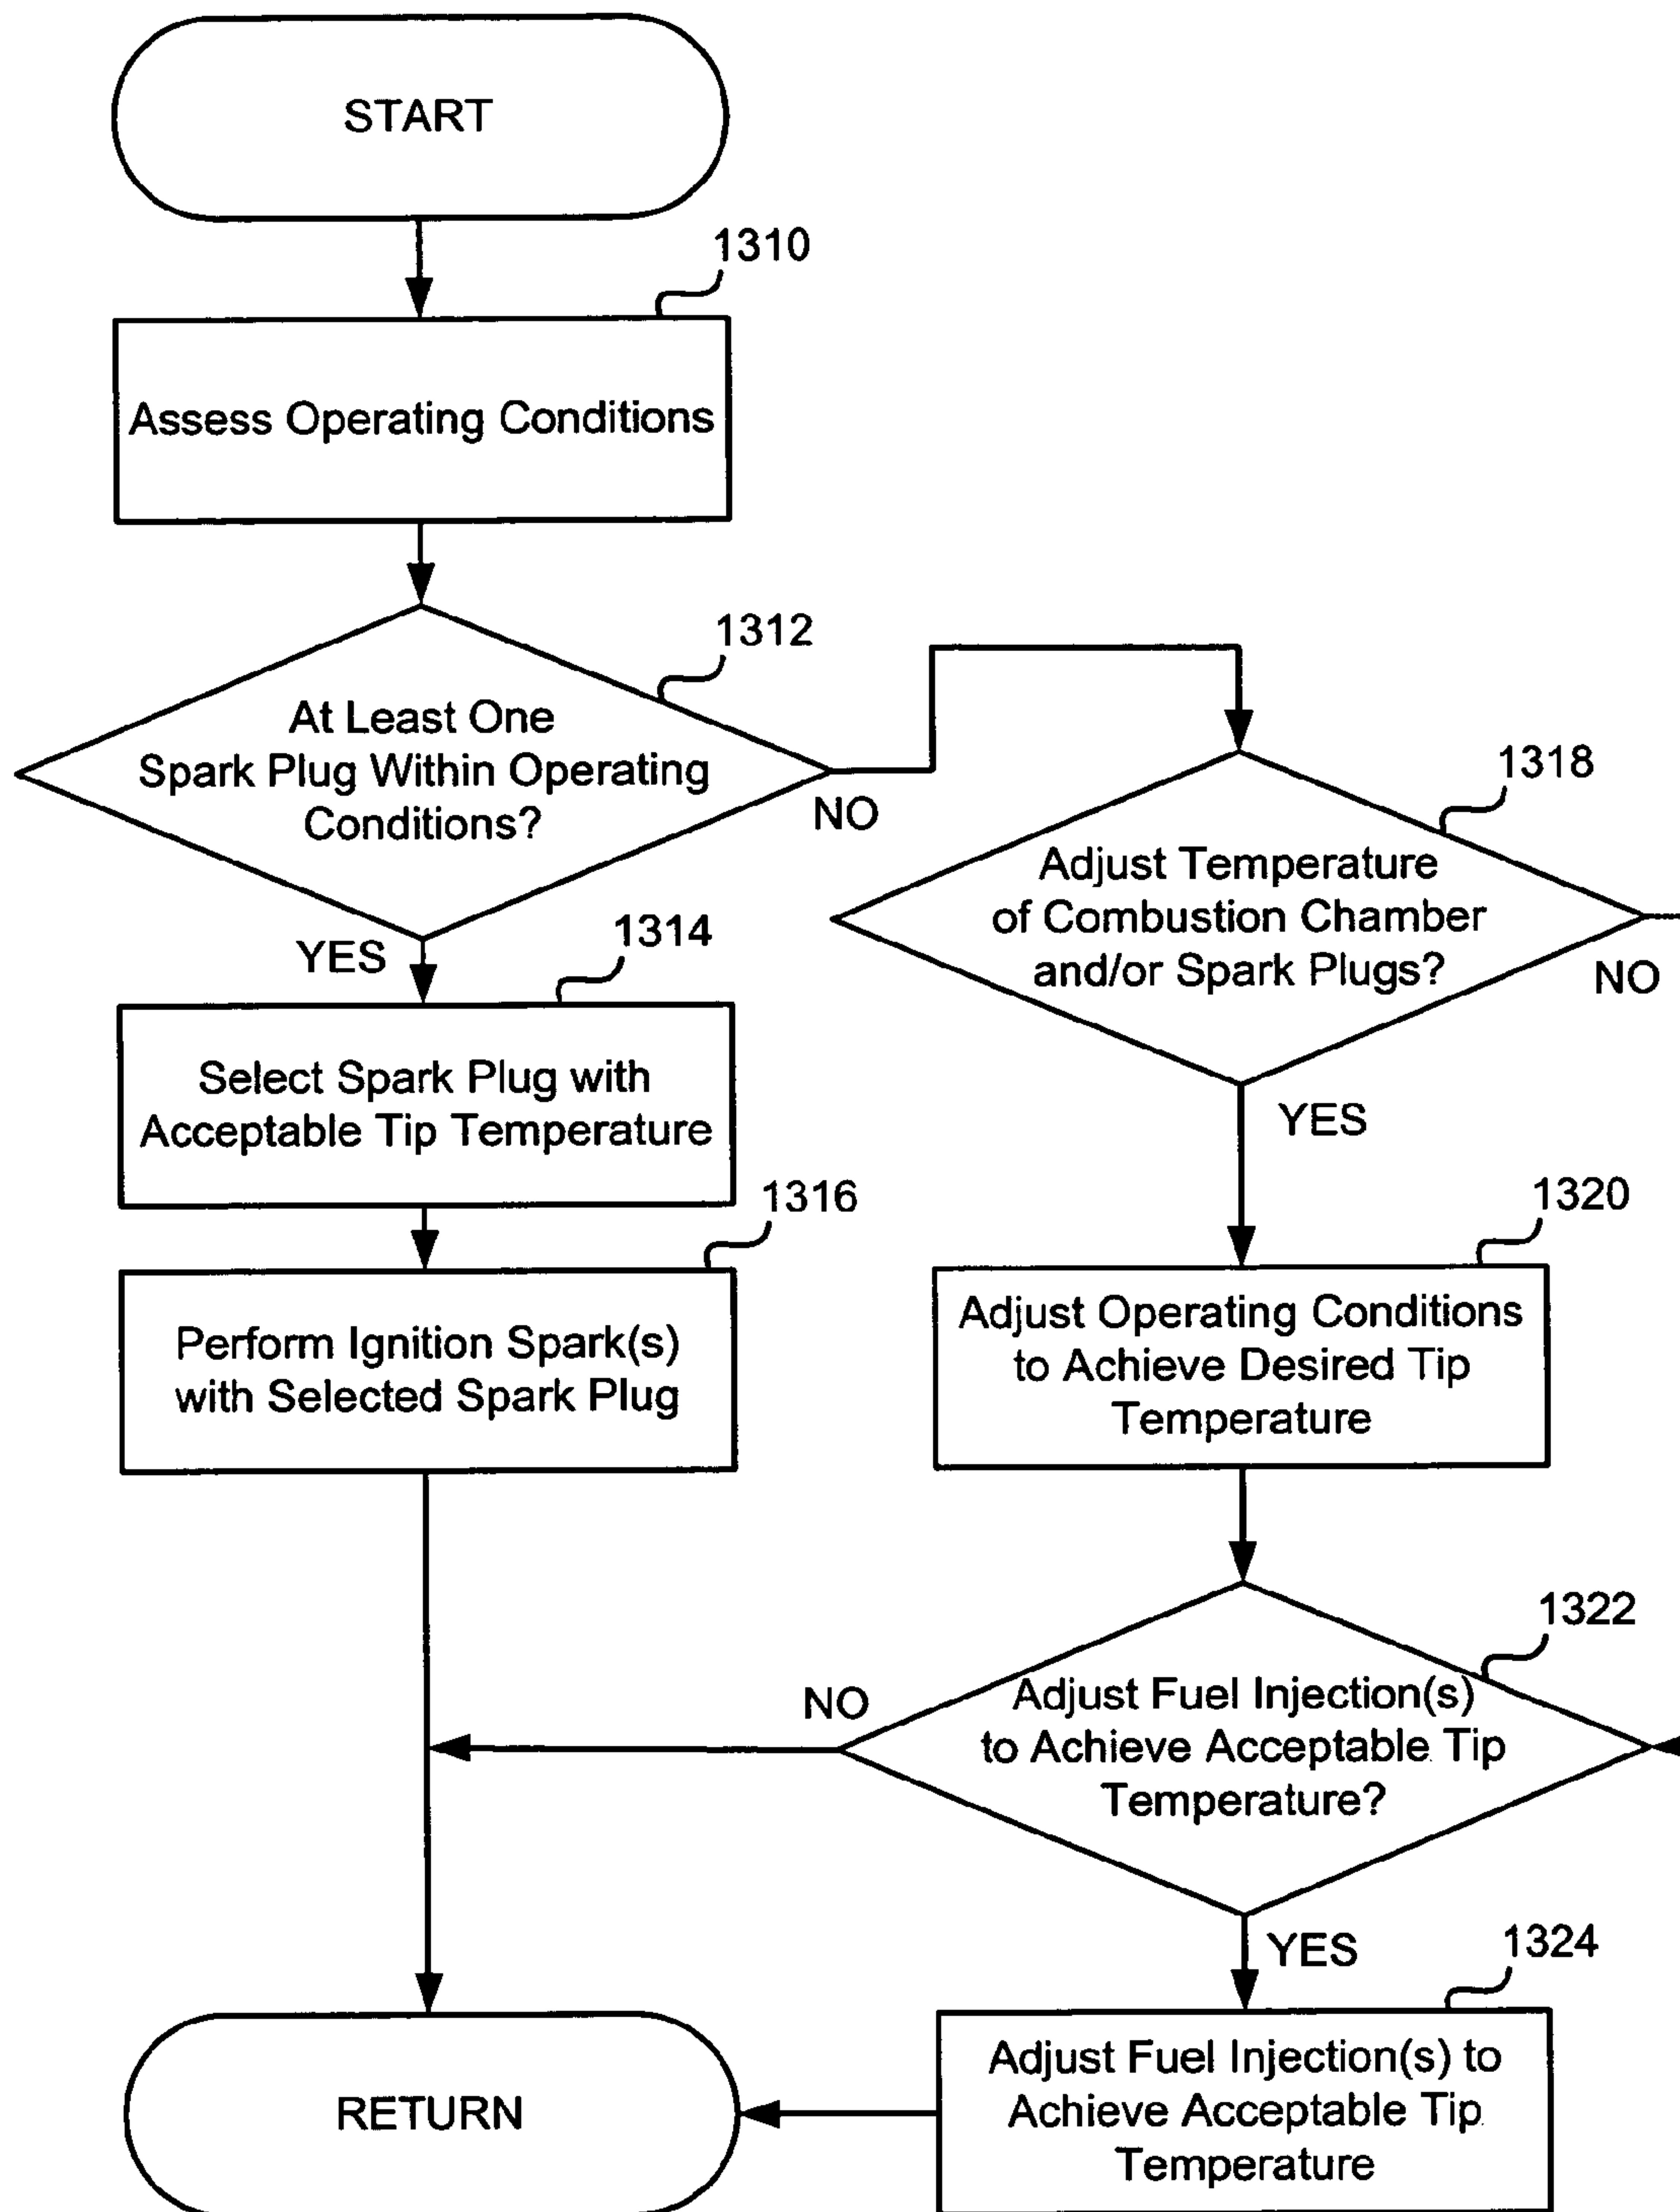 START
1310
Assess Operating Conditions
1312
At Least One
Spark Plug Within Operating
Conditions?
NO
YES
1314
Select Spark Plug with
Acceptable Tip Temperature
1316
Perform Ignition Spark(s)
with Selected Spark Plug
1318
Adjust Temperature
of Combustion Chamber
and/or Spark Plugs?
NO
YES
1320
Adjust Operating Conditions
to Achieve Desired Tip
Temperature
1322
Adjust Fuel Injection(s)
to Achieve Acceptable Tip
Temperature?
NO
YES
1324
Adjust Fuel Injection(s) to
Achieve Acceptable Tip
Temperature
RETURN